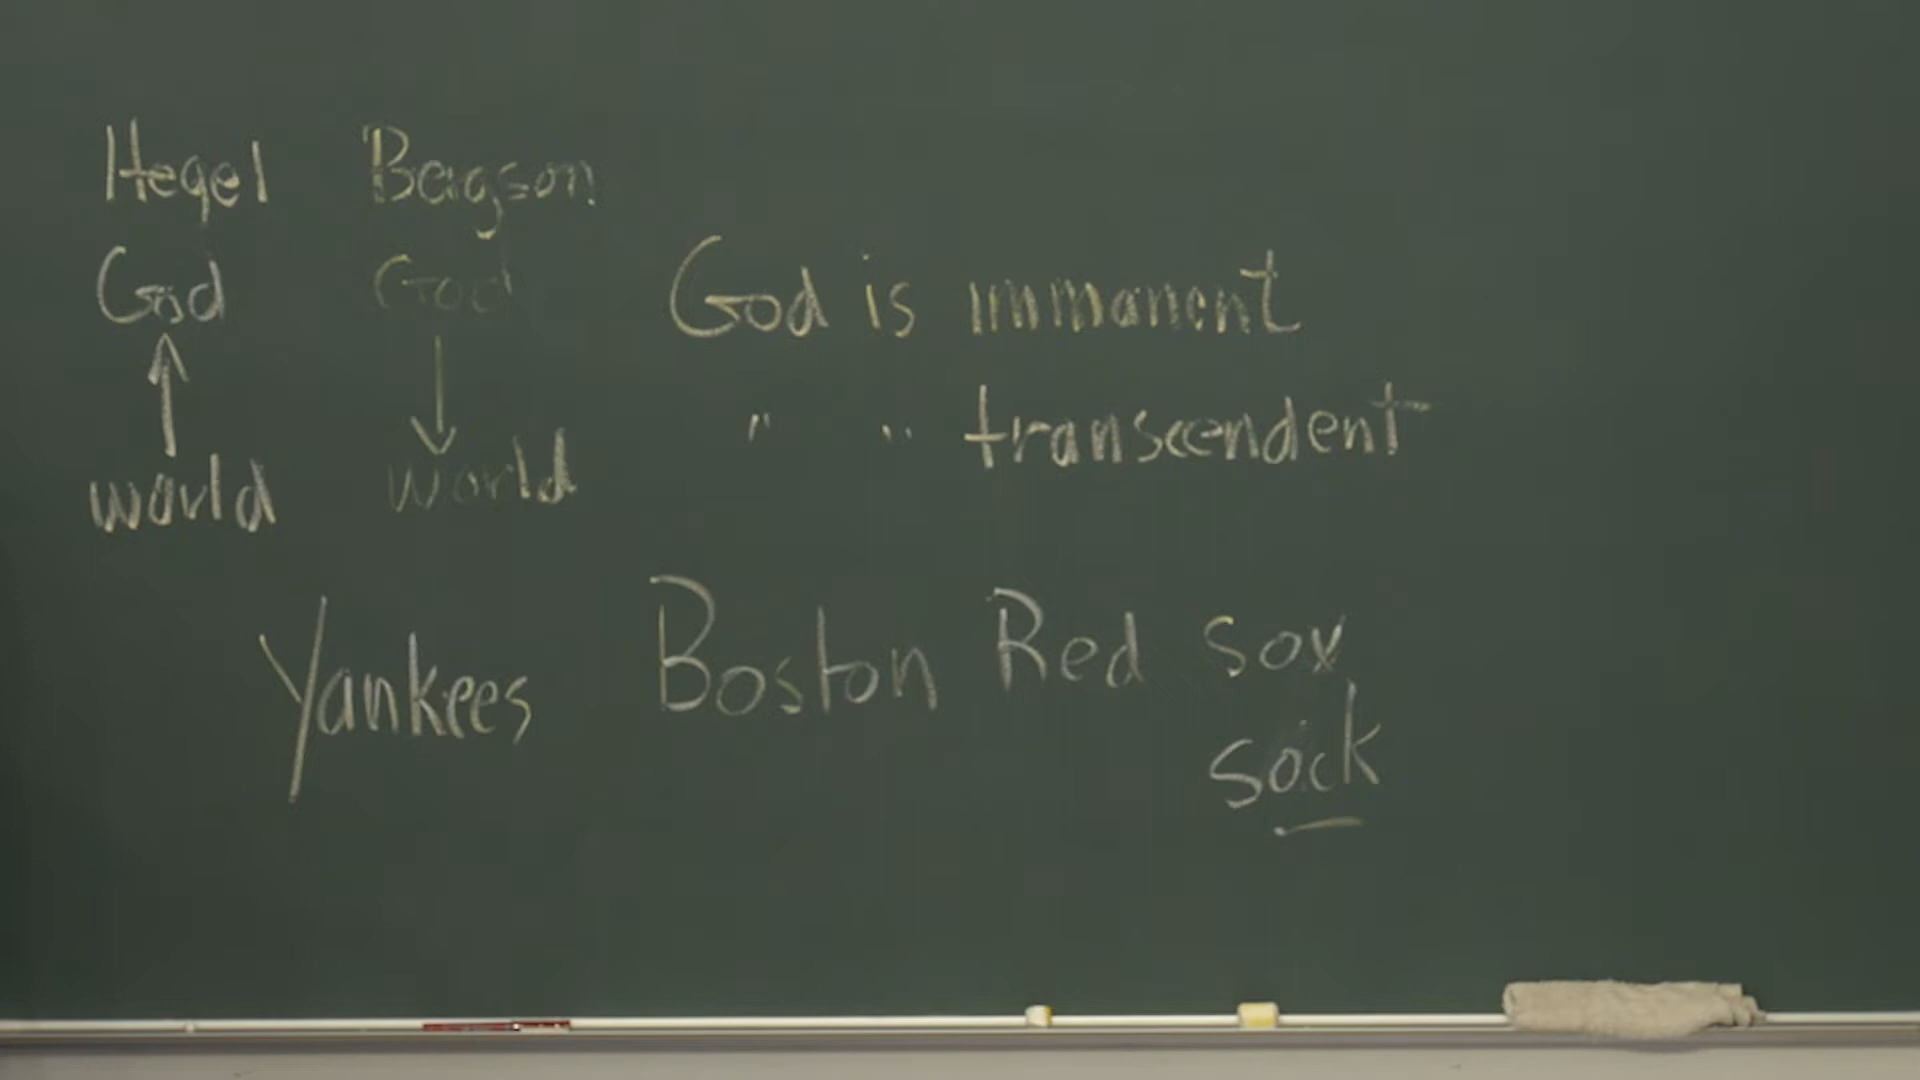 Hegel Bergson
God God
God is immanent
" " transcendent
world world
Yankees Boston Red Sox
sock